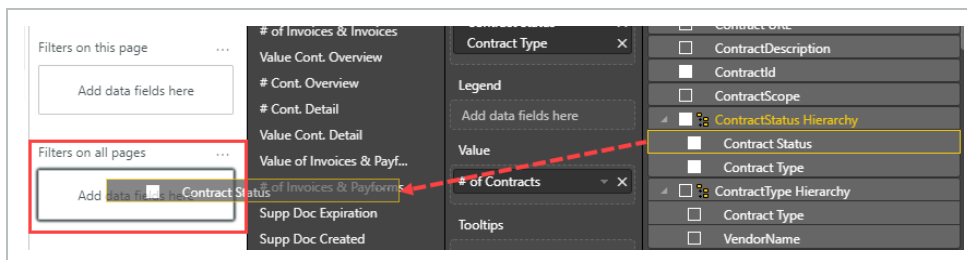 Filters on this page ...
Add data fields here
Filters on all pages ...
Add data fields here
Contract Status
# of Invoices & Invoices
Value Cont. Overview
# Cont. Overview
# Cont. Detail
Value Cont. Detail
Value of Invoices & Payf...
# of Invoices & Payforms
Supp Doc Expiration
Supp Doc Created
Contract Type
Legend
Add data fields here
Value
# of Contracts
Tooltips
ContractDescription
ContractId
ContractScope
ContractStatus Hierarchy
Contract Status
Contract Type
ContractType Hierarchy
Contract Type
VendorName